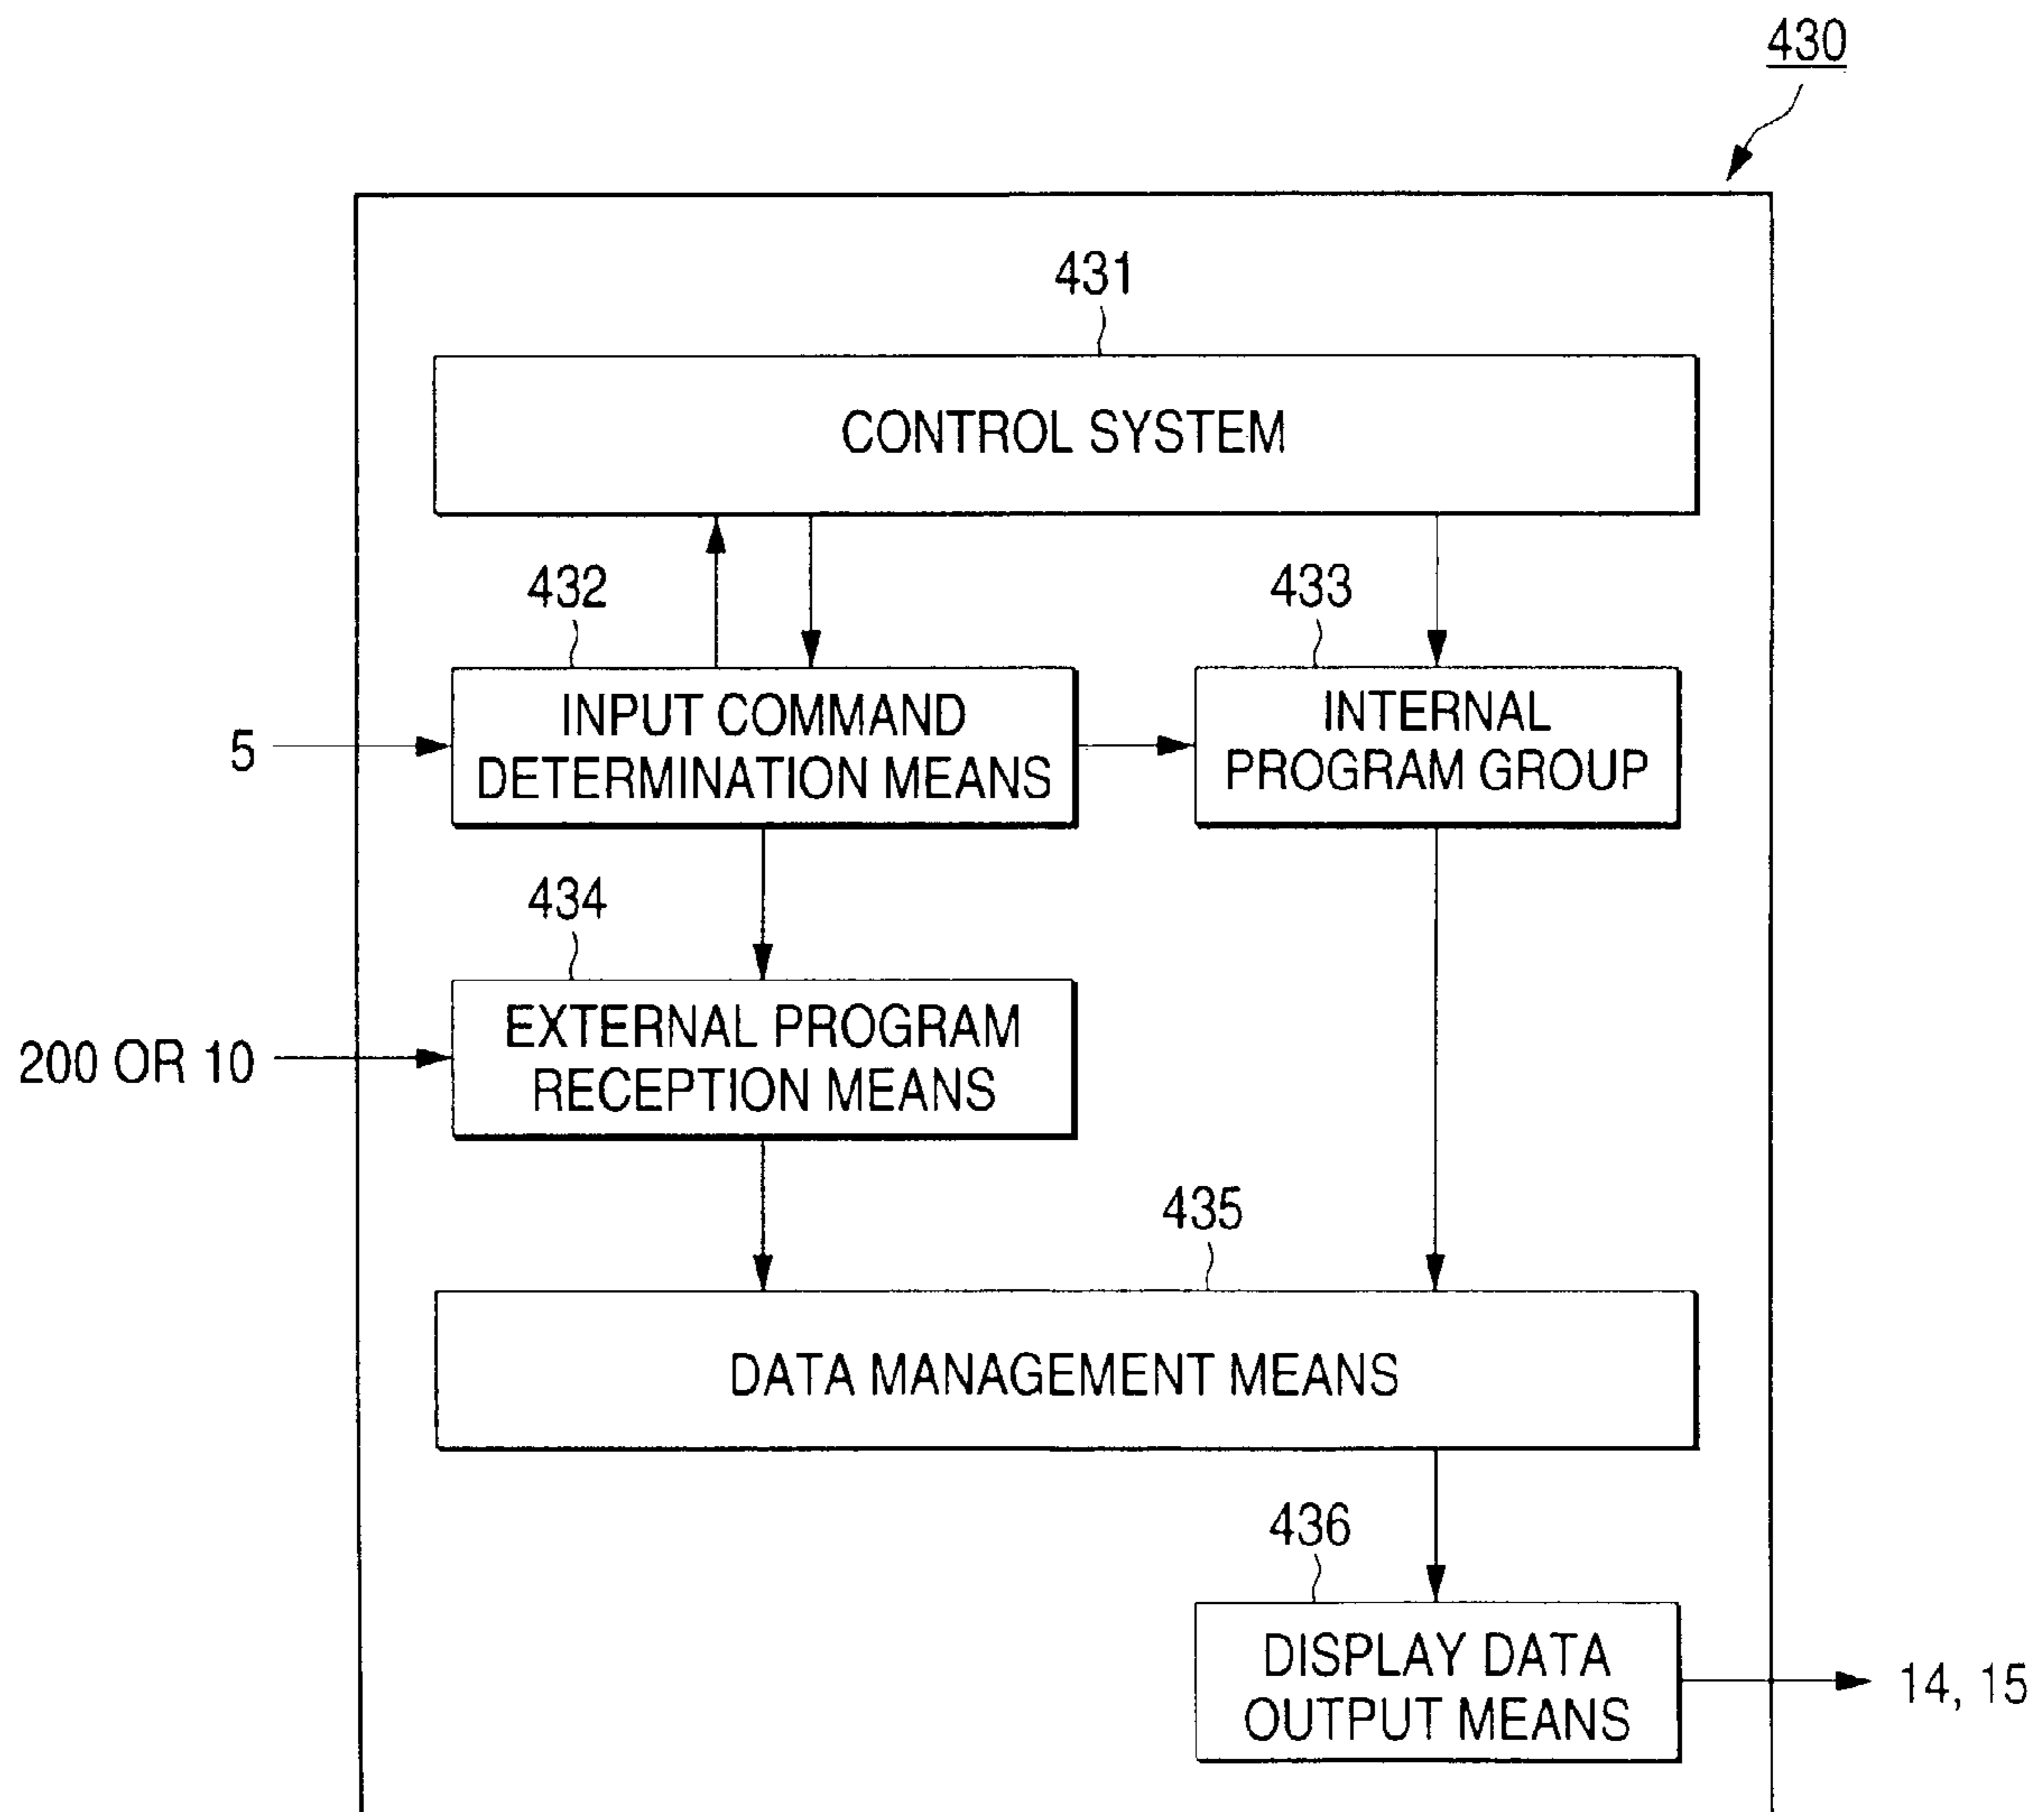 430
431
CONTROL SYSTEM
432
433
INPUT COMMAND
DETERMINATION MEANS
INTERNAL
PROGRAM GROUP
5
434
EXTERNAL PROGRAM
RECEPTION MEANS
200 OR 10
435
DATA MANAGEMENT MEANS
436
DISPLAY DATA
OUTPUT MEANS
14, 15